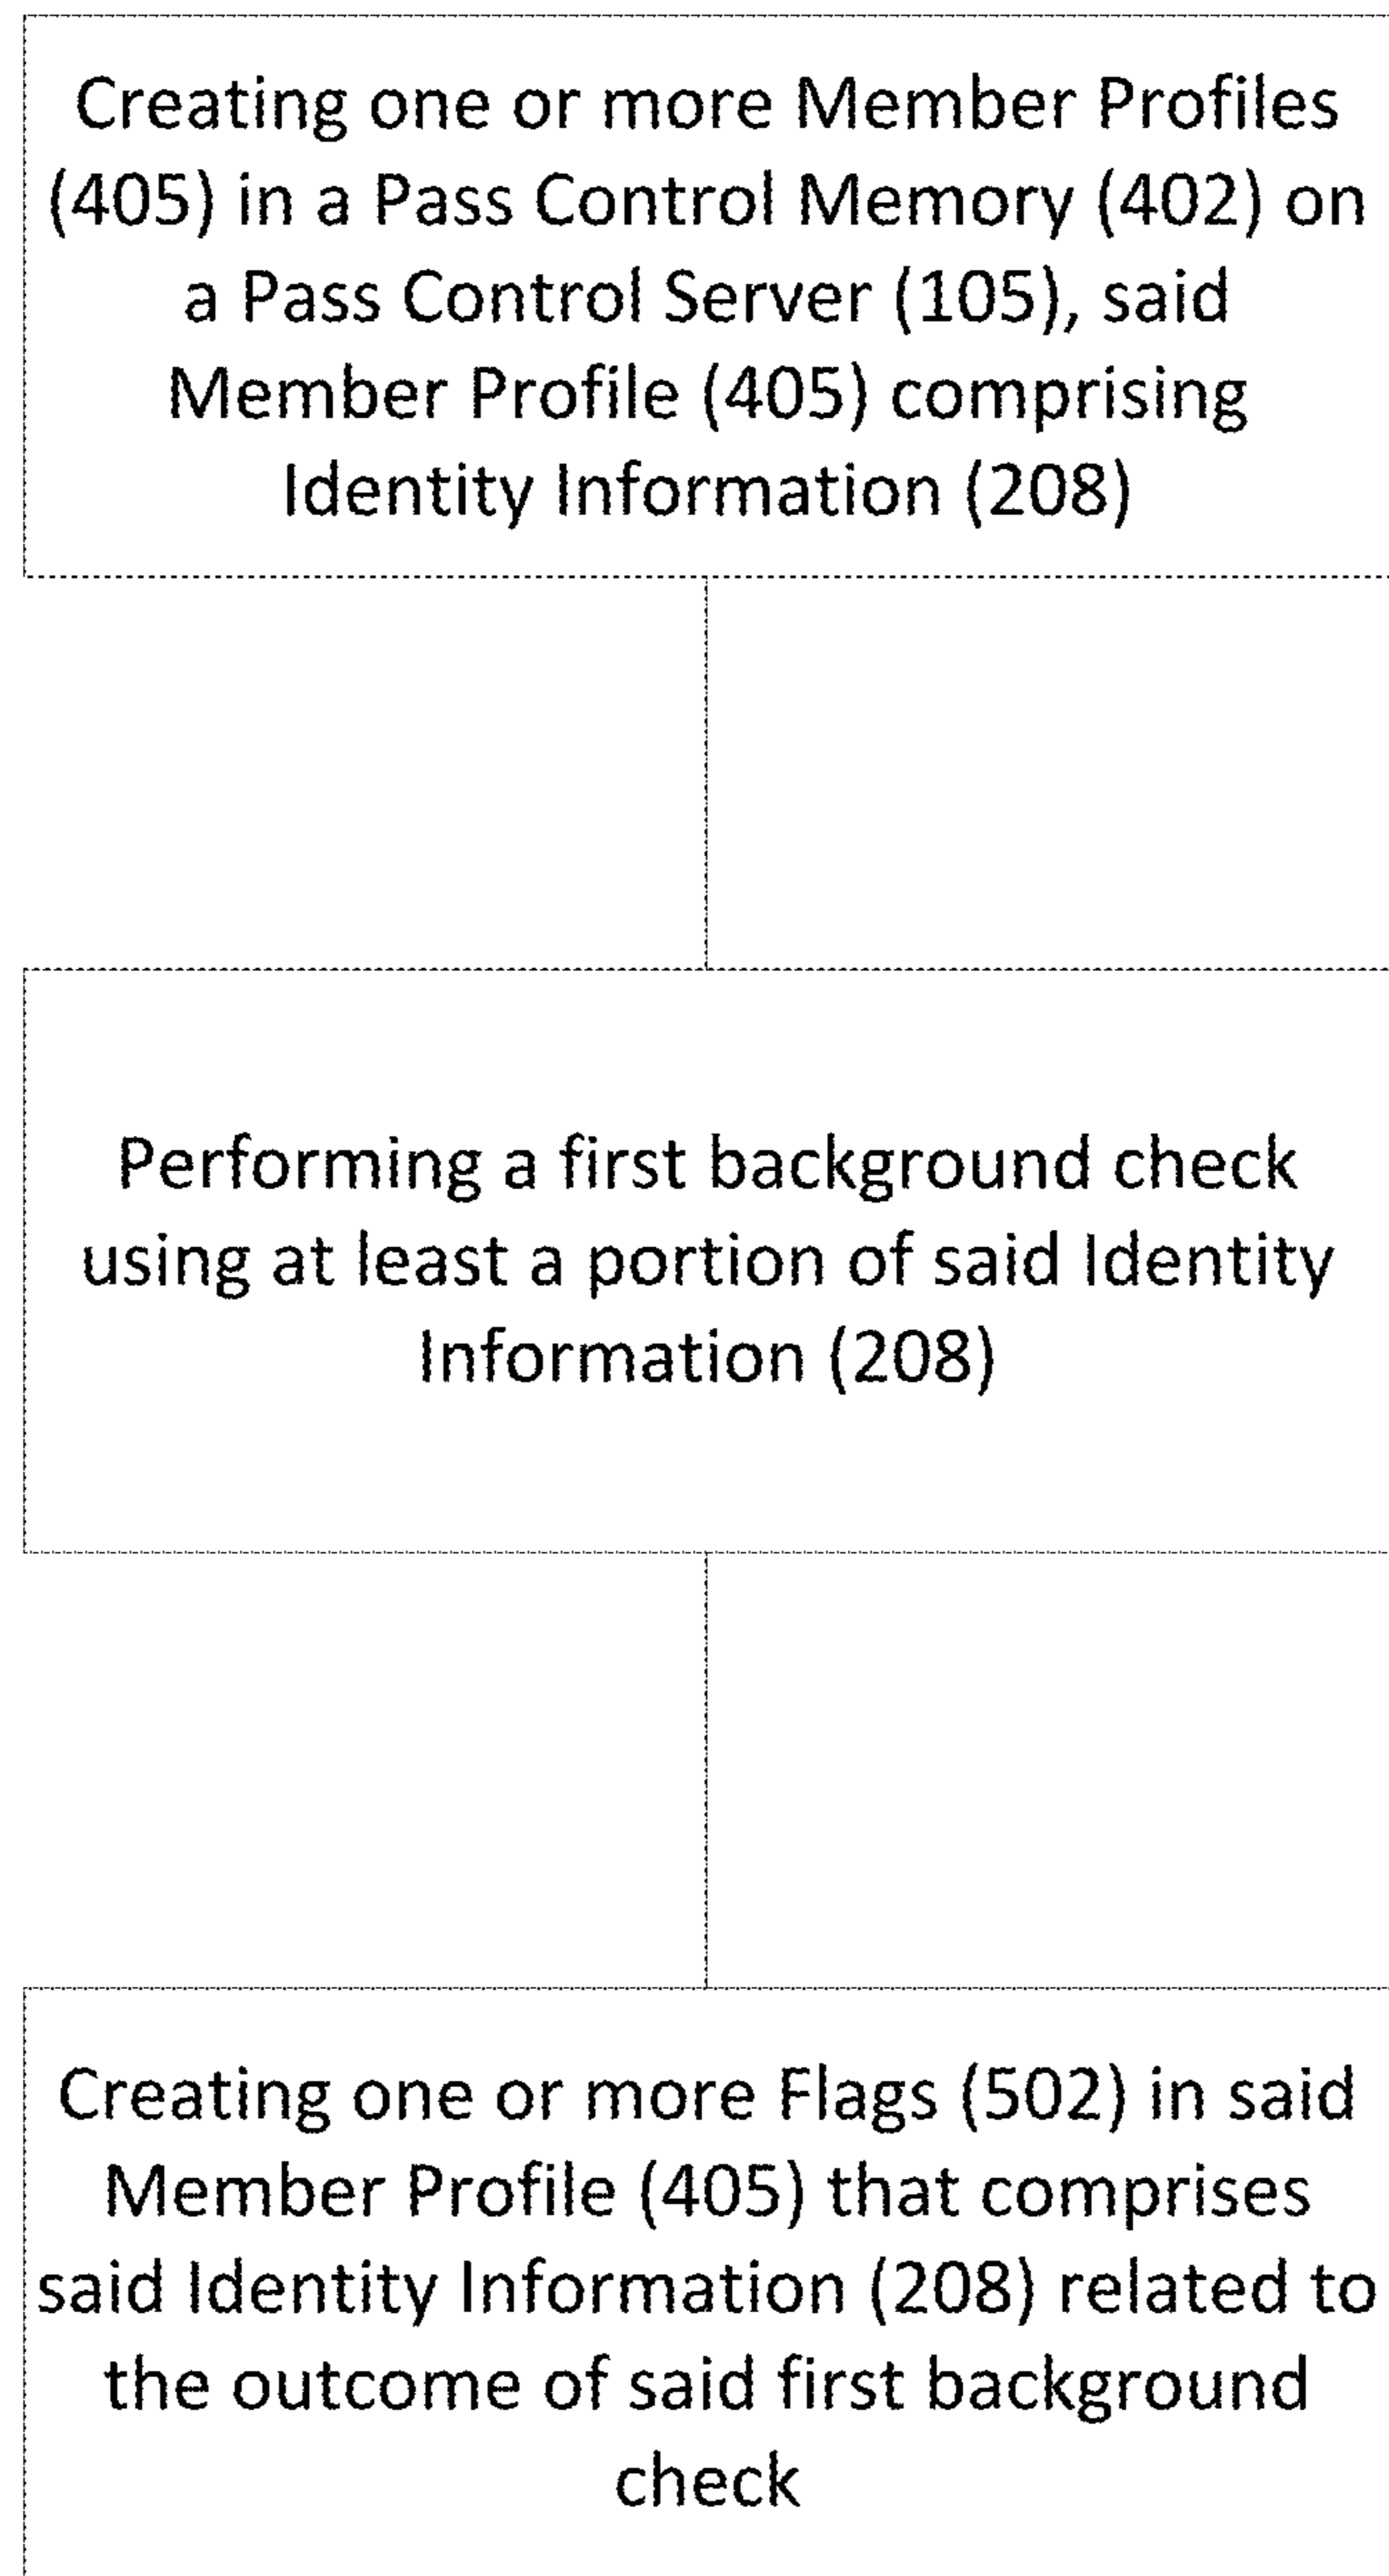 Creating one or more Member Profiles
(405) in a Pass Control Memory (402) on
a Pass Control Server (105), said
Member Profile (405) comprising
Identity Information (208)
Performing a first background check
using at least a portion of said Identity
Information (208)
Creating one or more Flags (502) in said
Member Profile (405) that comprises
said Identity Information (208) related to
the outcome of said first background
check